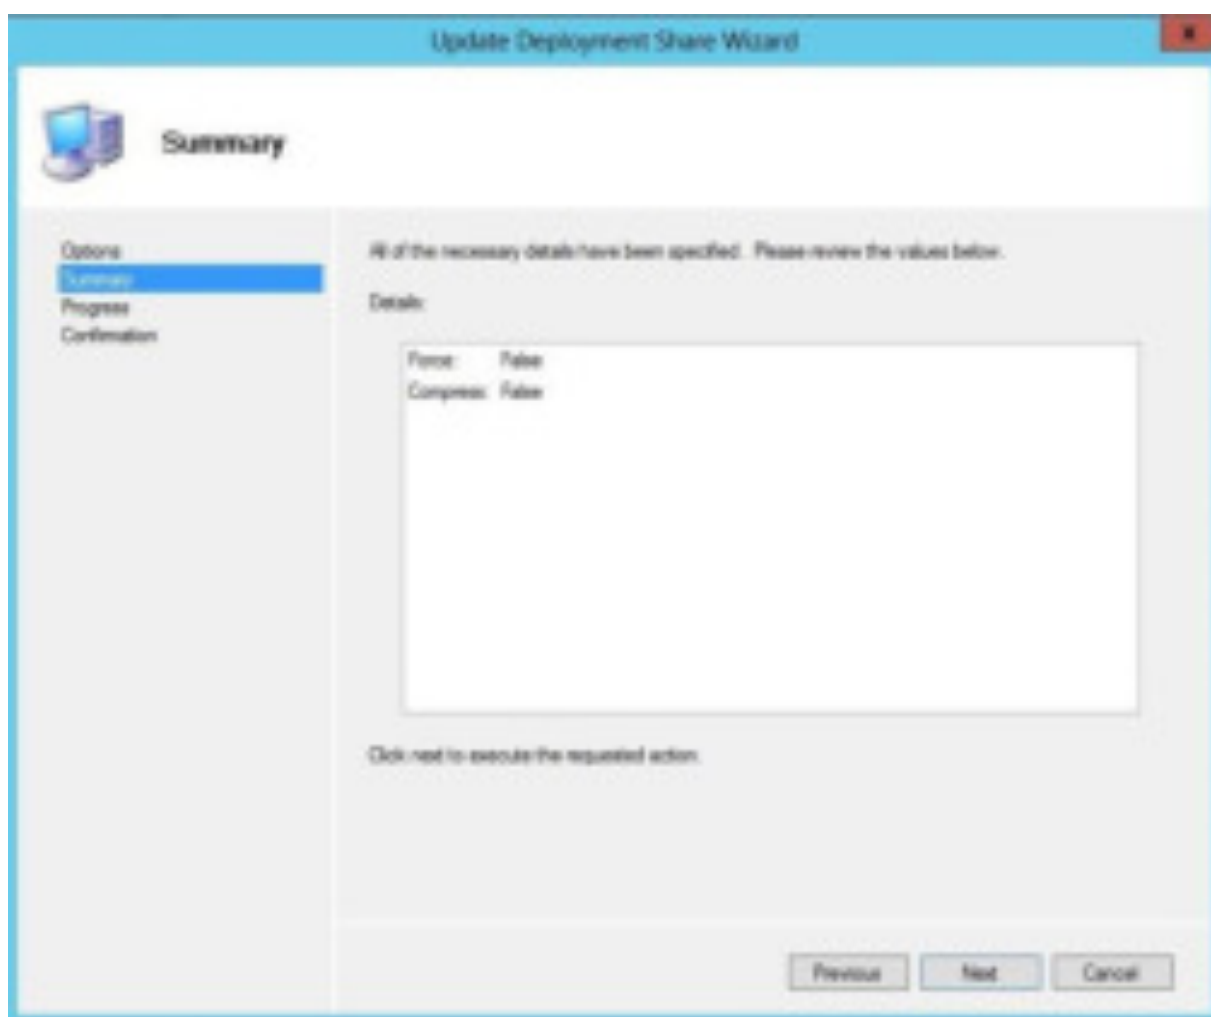 Update Deployment Share Wizard
Summary
Options
Summary
Progress
Confirmation
All of the necessary details have been specified. Please review the values below.
Details:
Force: False
Compress: False
Click next to execute the requested action.
Previous Next Cancel